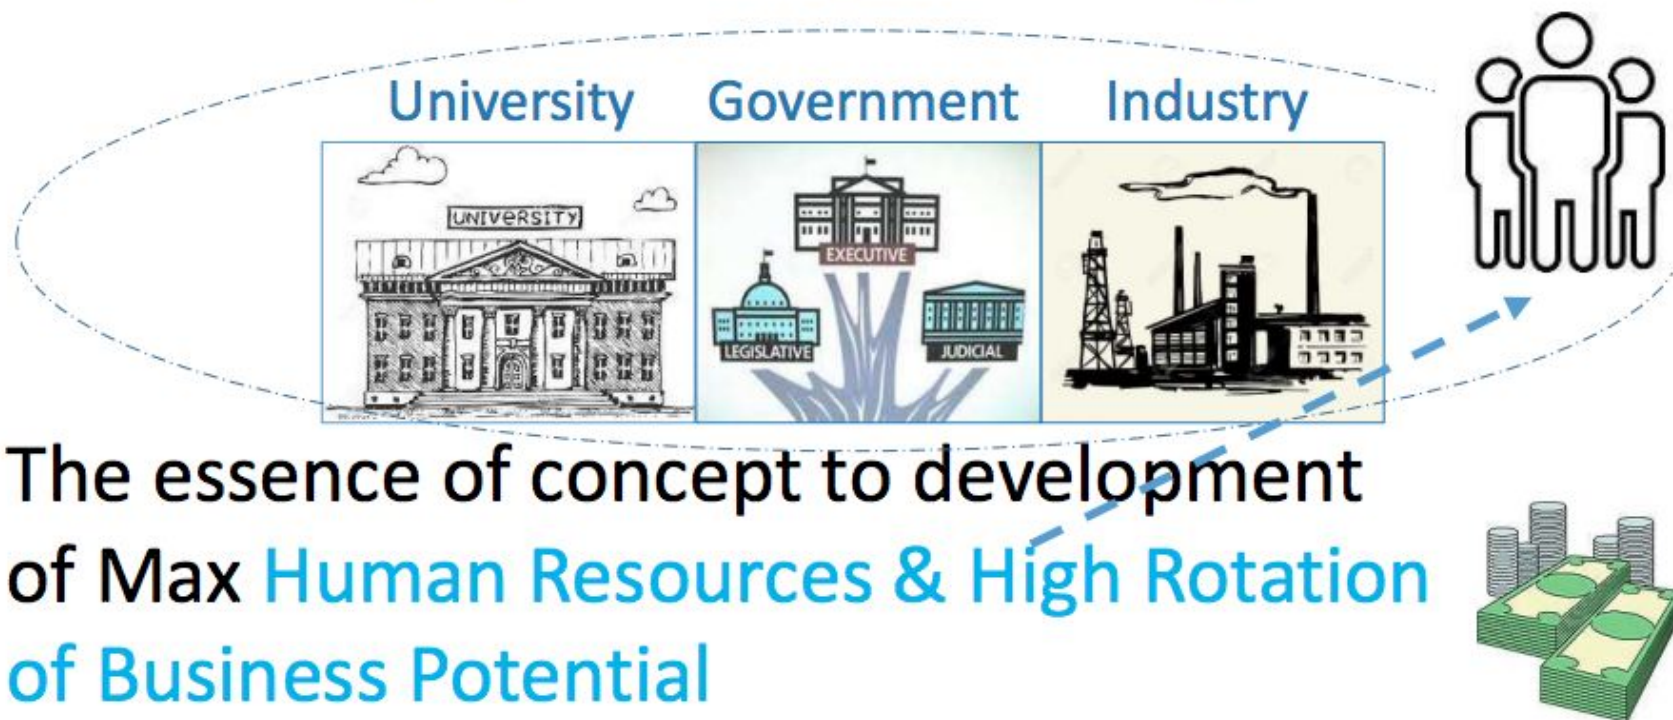 University Government Industry
UNIVERSITY
EXECUTIVE
LEGISLATIVE
JUDICIAL
The essence of concept to development
of Max Human Resources & High Rotation
of Business Potential